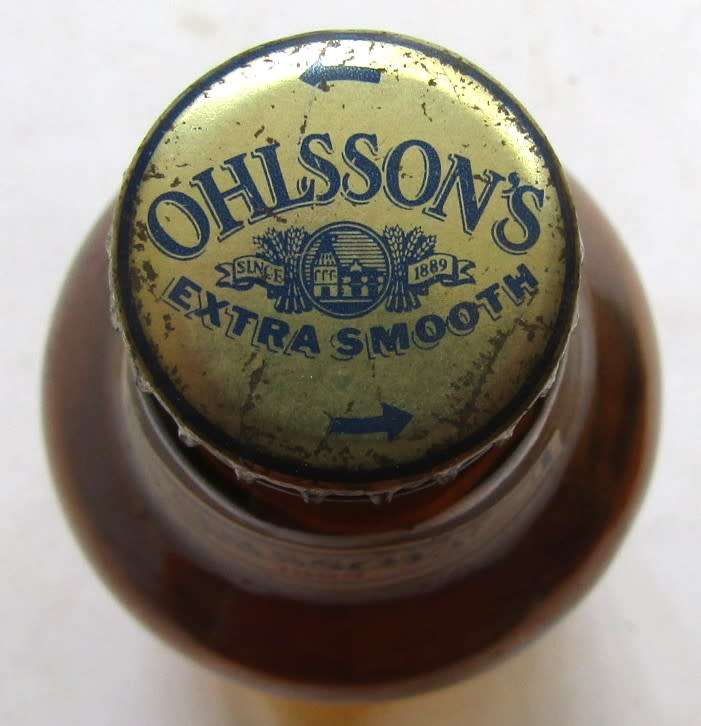 OHLSSON'S
SINCE 1889
EXTRA SMOOTH